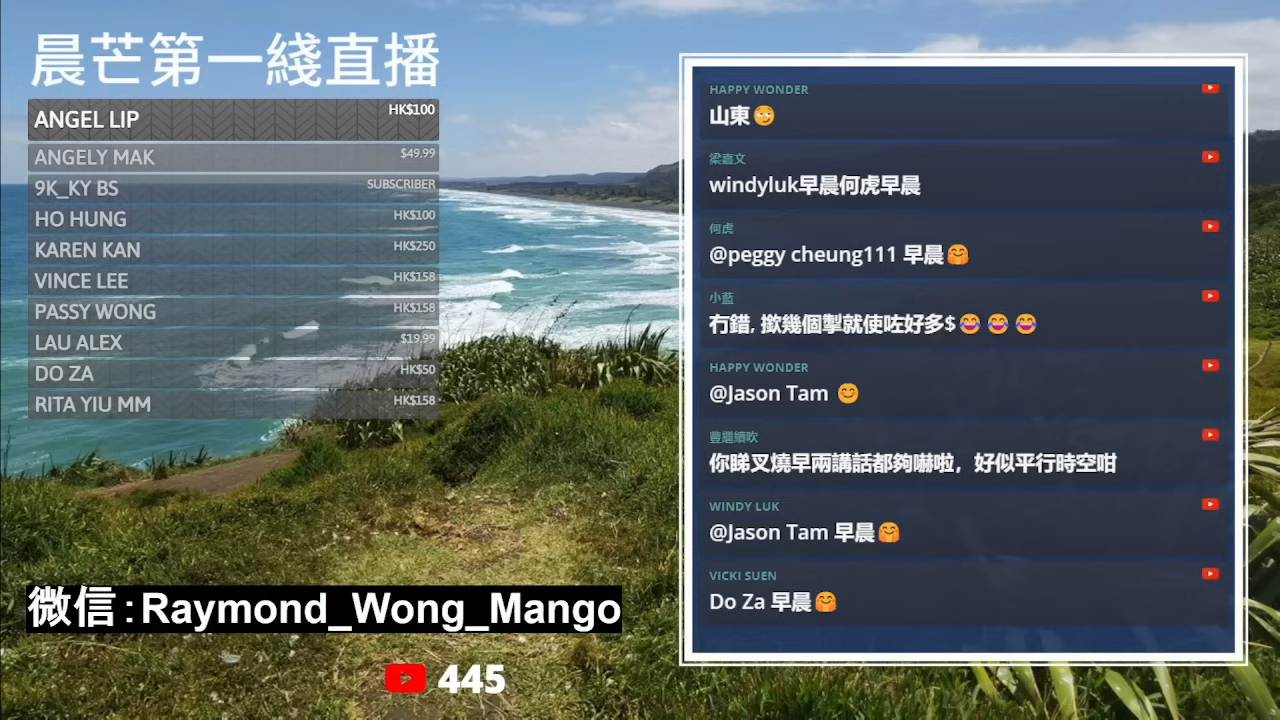 晨芒第一綫直播
ANGEL LIP HK$100
ANGELY MAK $49.99
9K_KY BS SUBSCRIBER
HO HUNG HK$100
KAREN KAN HK$250
VINCE LEE HK$158
PASSY WONG HK$158
LAU ALEX $19.99
DO ZA HK$50
RITA YIU MM HK$158
微信:Raymond_Wong_Mango
445
HAPPY WONDER
山東😏
梁嘉文
windyluk早晨何虎早晨
何虎
@peggy cheung111 早晨🤗
小藍
冇錯, 撳幾個掣就使咗好多$😂😂😂
HAPPY WONDER
@Jason Tam 😊
豐繼續吹
你睇叉燒早兩講話都夠嚇啦，好似平行時空咁
WINDY LUK
@Jason Tam 早晨🤗
VICKI SUEN
Do Za 早晨🤗